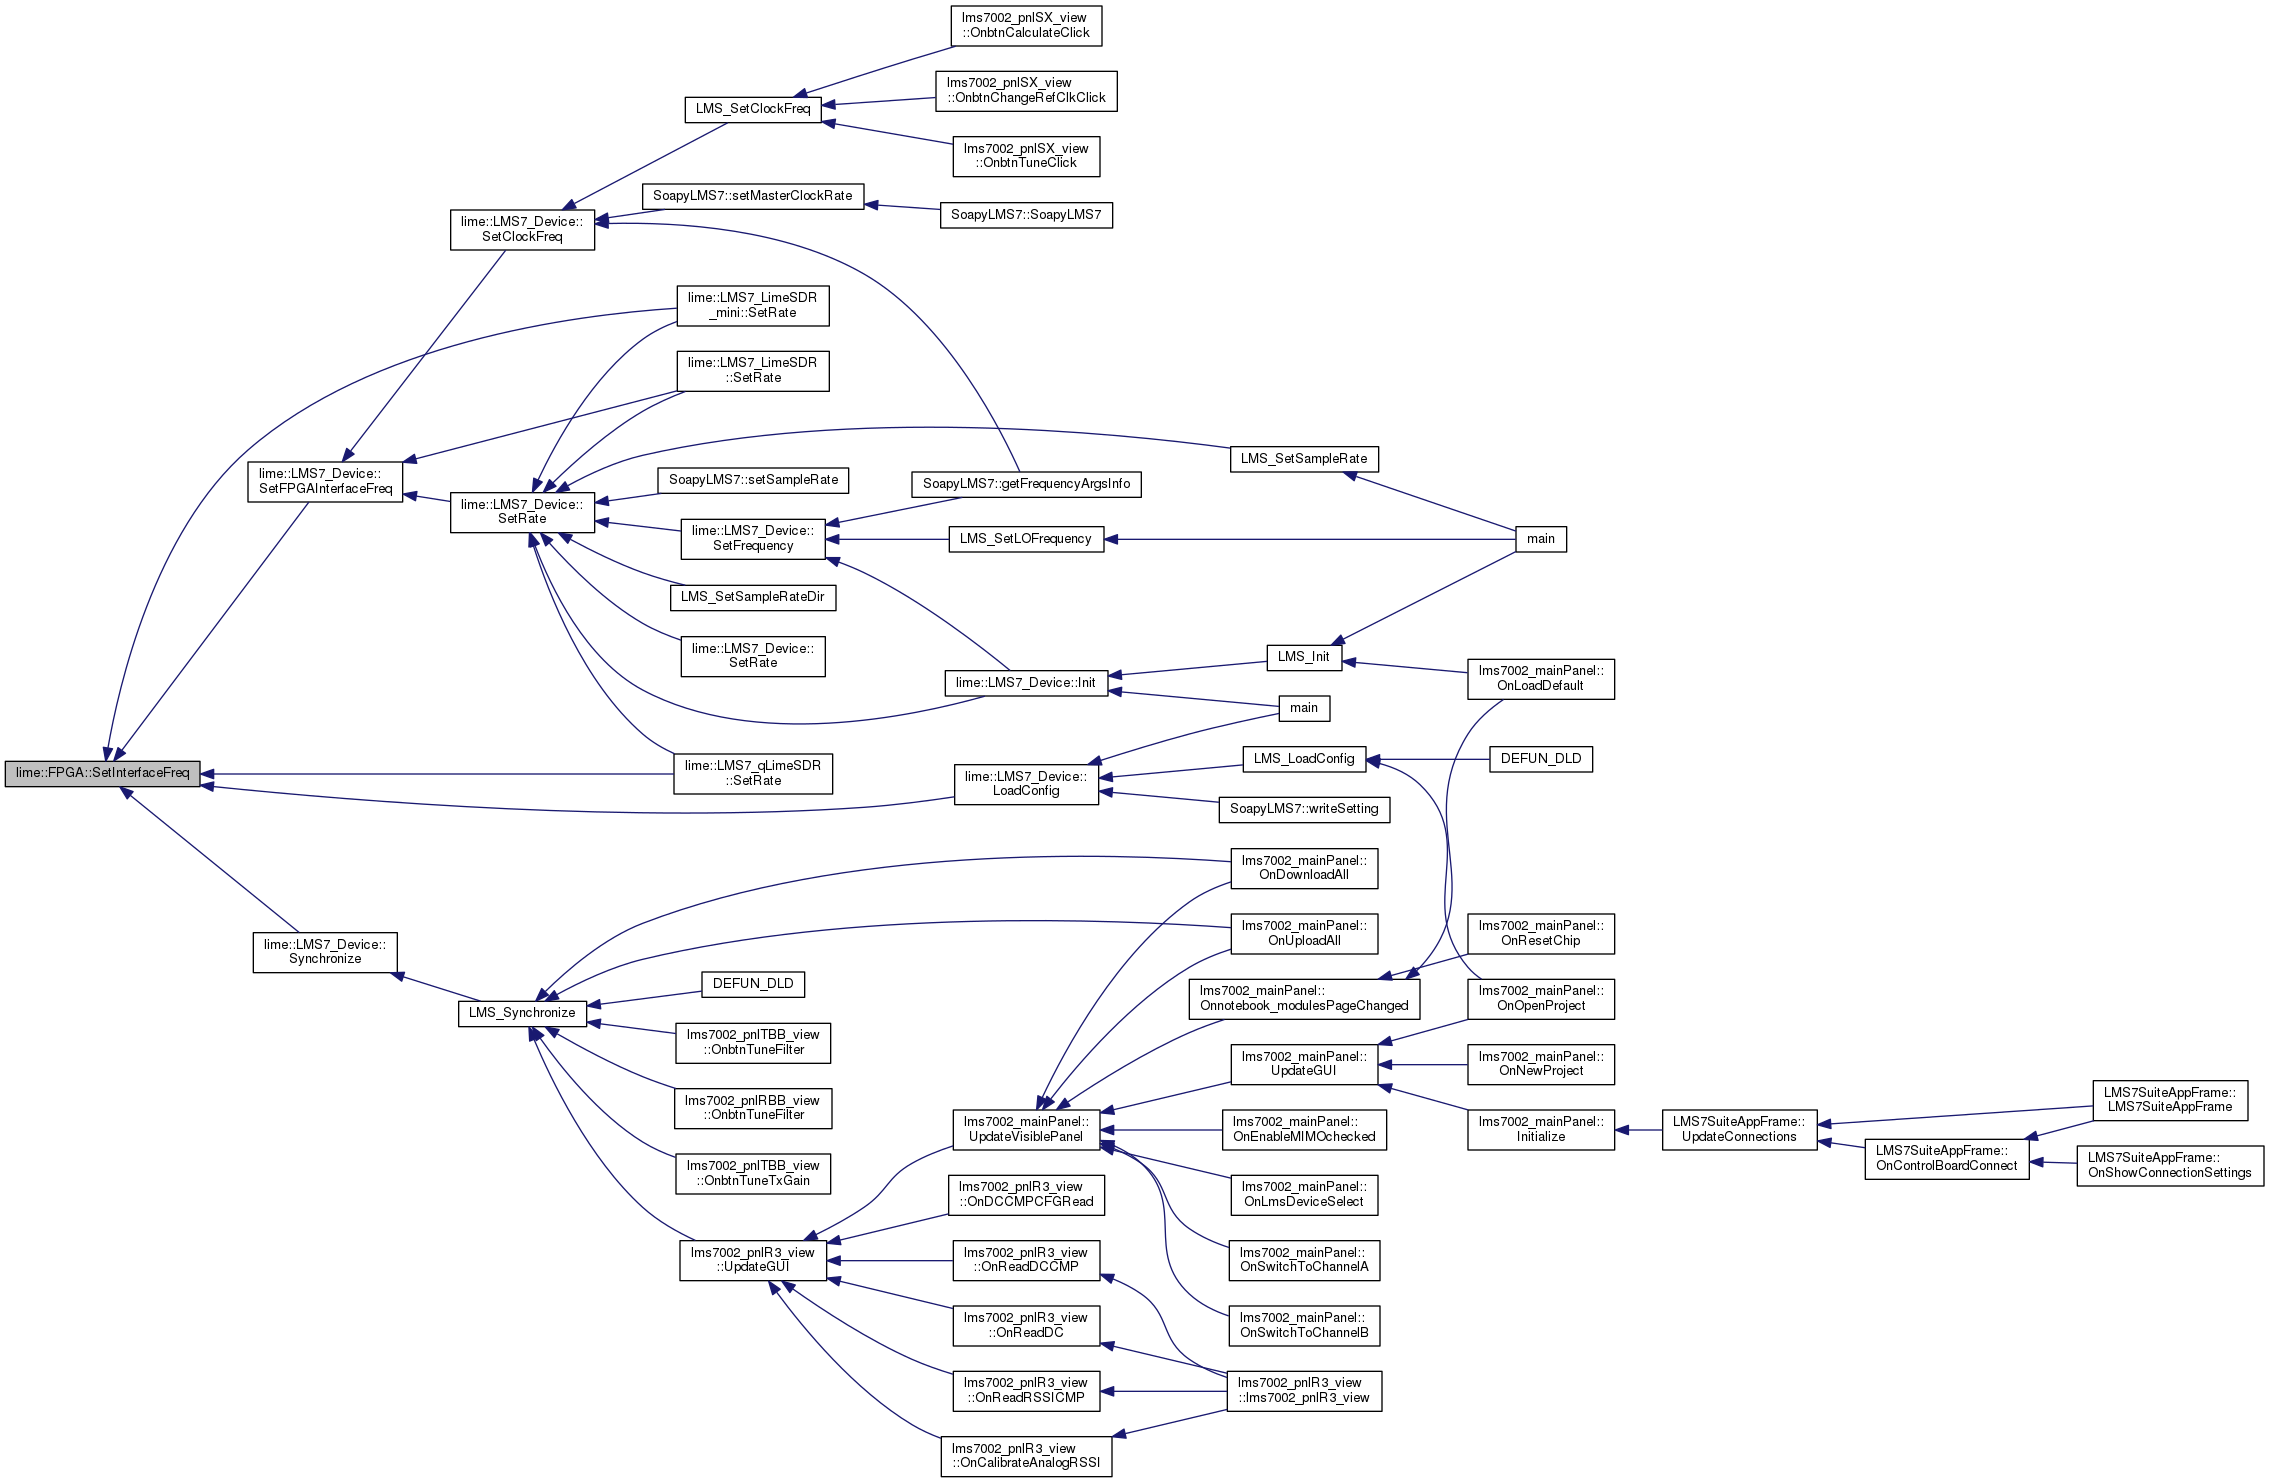 lms7002_pnlSX_view
::OnbtnCalculateClick
lms7002_pnlSX_view
::OnbtnChangeRefClkClick
LMS_SetClockFreq
lms7002_pnlSX_view
::OnbtnTuneClick
SoapyLMS7::setMasterClockRate
SoapyLMS7::SoapyLMS7
lime::LMS7_Device::
SetClockFreq
lime::LMS7_LimeSDR
_mini::SetRate
lime::LMS7_LimeSDR
::SetRate
LMS_SetSampleRate
lime::LMS7_Device::
SetFPGAInterfaceFreq
SoapyLMS7::setSampleRate
SoapyLMS7::getFrequencyArgsInfo
lime::LMS7_Device::
SetRate
lime::LMS7_Device::
SetFrequency
LMS_SetLOFrequency
main
LMS_SetSampleRateDir
lime::LMS7_Device::
SetRate
LMS_Init
lms7002_mainPanel::
OnLoadDefault
lime::LMS7_Device::Init
main
lime::FPGA::SetInterfaceFreq
lime::LMS7_qLimeSDR
::SetRate
LMS_LoadConfig
DEFUN_DLD
lime::LMS7_Device::
LoadConfig
SoapyLMS7::writeSetting
lms7002_mainPanel::
OnDownloadAll
lime::LMS7_Device::
Synchronize
lms7002_mainPanel::
OnUploadAll
lms7002_mainPanel::
OnResetChip
DEFUN_DLD
lms7002_mainPanel::
Onnotebook_modulesPageChanged
lms7002_mainPanel::
OnOpenProject
LMS_Synchronize
lms7002_pnlTBB_view
::OnbtnTuneFilter
lms7002_mainPanel::
UpdateGUI
lms7002_mainPanel::
OnNewProject
lms7002_pnlRBB_view
::OnbtnTuneFilter
lms7002_mainPanel::
UpdateVisiblePanel
lms7002_mainPanel::
OnEnableMIMOchecked
lms7002_mainPanel::
Initialize
LMS7SuiteAppFrame::
UpdateConnections
LMS7SuiteAppFrame::
LMS7SuiteAppFrame
LMS7SuiteAppFrame::
OnControlBoardConnect
LMS7SuiteAppFrame::
OnShowConnectionSettings
lms7002_pnlTBB_view
::OnbtnTuneTxGain
lms7002_pnlR3_view
::OnDCCMPCFGRead
lms7002_mainPanel::
OnLmsDeviceSelect
lms7002_pnlR3_view
::UpdateGUI
lms7002_pnlR3_view
::OnReadDCCMP
lms7002_mainPanel::
OnSwitchToChannelA
lms7002_pnlR3_view
::OnReadDC
lms7002_mainPanel::
OnSwitchToChannelB
lms7002_pnlR3_view
::OnReadRSSICMP
lms7002_pnlR3_view
::lms7002_pnlR3_view
lms7002_pnlR3_view
::OnCalibrateAnalogRSSI